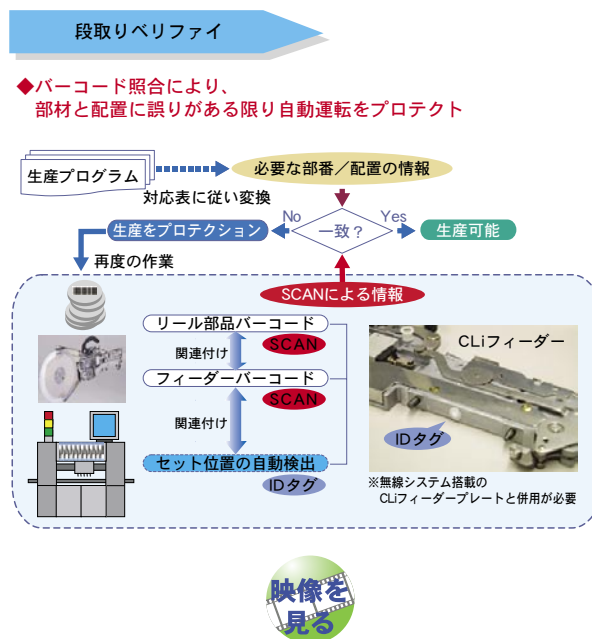 段取りベリファイ
◆バーコード照合により、
部材と配置に誤りがある限り自動運転をプロテクト
生産プログラム
必要な部番／配置の情報
対応表に従い変換
No
Yes
生産をプロテクション
一致？
生産可能
再度の作業
SCANによる情報
リール部品バーコード
関連付け
SCAN
フィーダーバーコード
SCAN
関連付け
セット位置の自動検出
IDタグ
CLiフィーダー
IDタグ
※無線システム搭載の
CLiフィーダープレートと併用が必要
映像を
見る